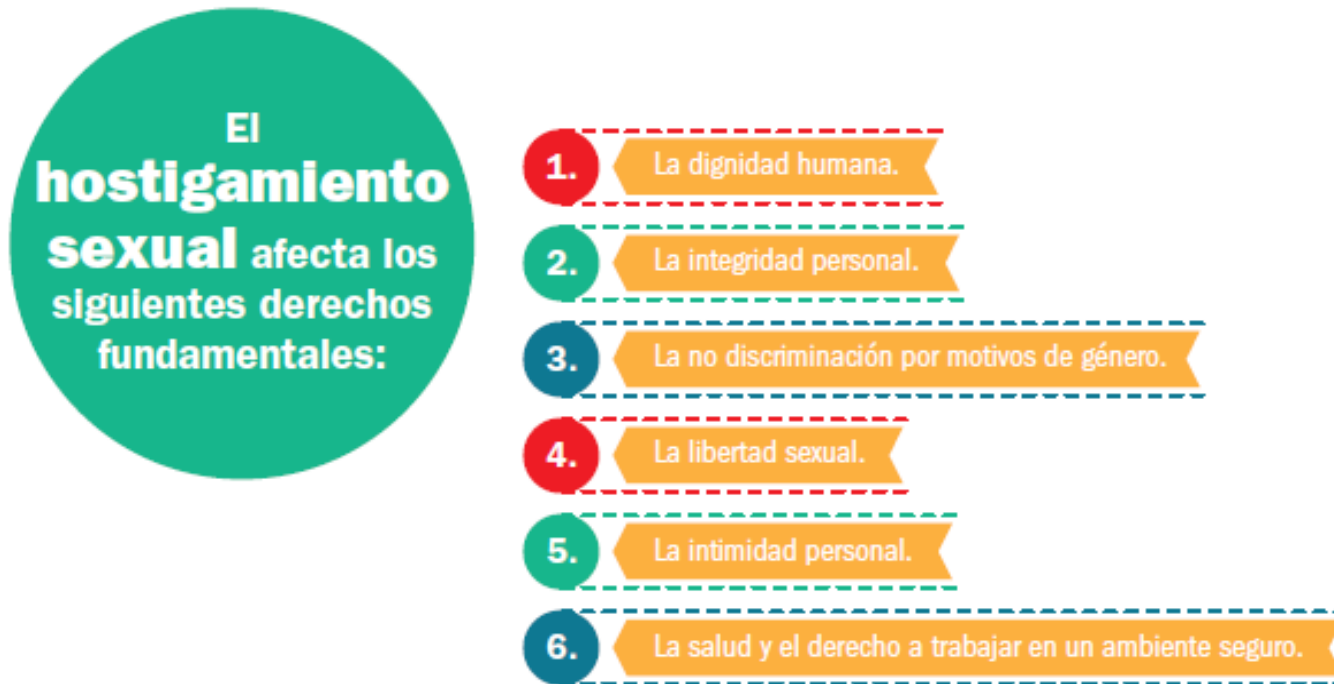 El
hostigamiento
sexual afecta los
siguientes derechos
fundamentales:
1. La dignidad humana.
2. La integridad personal.
3. La no discriminación por motivos de género.
4. La libertad sexual.
5. La intimidad personal.
6. La salud y el derecho a trabajar en un ambiente seguro.